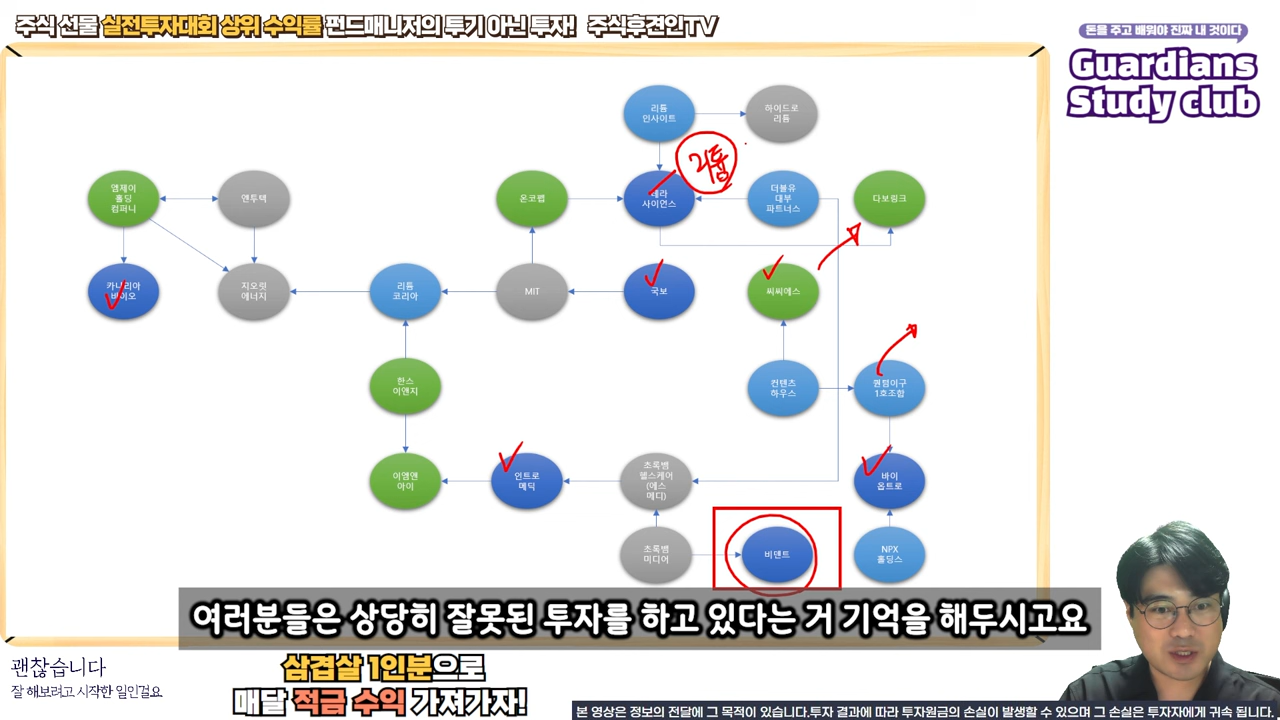 주식 선물 실전투자대회 상위 수익률 펀드매니저의 투기 아닌 투자! 주식후견인TV
돈을 주고 배워야 진짜 내 것이다
Guardians
Study club
리튬
인사이트
하이드로
리튬
리튬
엠제이
홀딩
컴퍼니
앤투텍
온코펩
테라
사이언스
더블유
대부
파트너스
다보링크
카나리아
바이오
지오릿
에너지
리튬
코리아
MIT
국보
씨씨에스
한스
이앤지
컨텐츠
하우스
퀀텀이구
1호조합
이엠앤
아이
인트로
메딕
초록뱀
헬스케어
(에스
메디)
바이
옵트로
초록뱀
미디어
비덴트
NPX
홀딩스
여러분들은 상당히 잘못된 투자를 하고 있다는 거 기억을 해두시고요
괜찮습니다
잘 해보려고 시작한 일인걸요
삼겹살 1인분으로
매달 적금 수익 가져가자!
본 영상은 정보의 전달에 그 목적이 있습니다.투자 결과에 따라 투자원금의 손실이 발생할 수 있으며 그 손실은 투자자에게 귀속 됩니다.